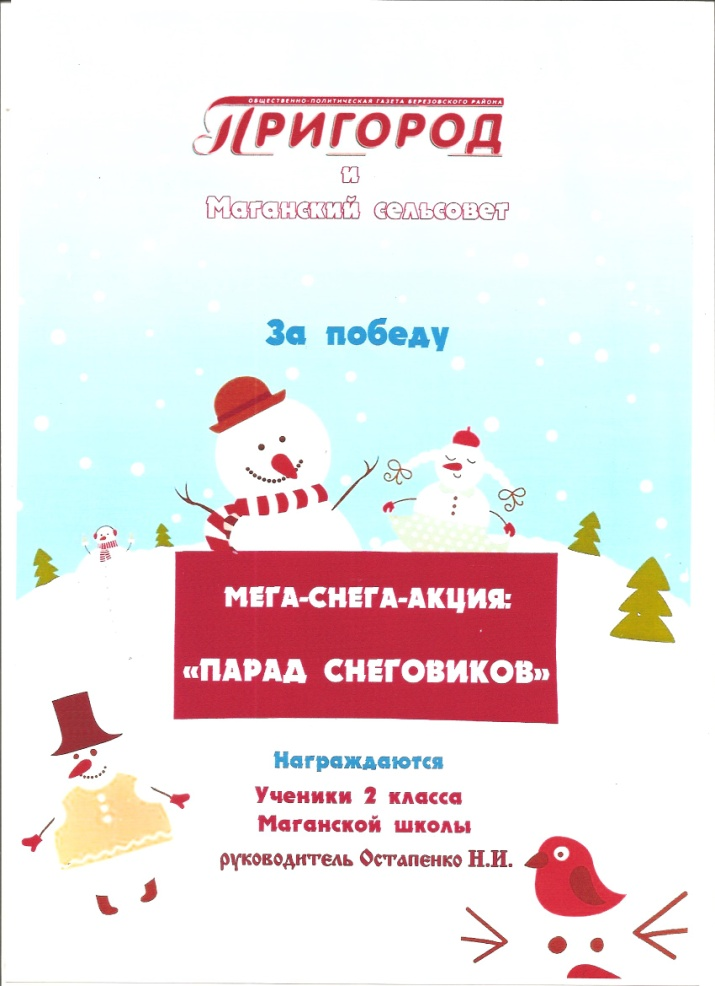 ОБЩЕСТВЕННО-ПОЛИТИЧЕСКАЯ ГАЗЕТА БЕРЕЗОВСКОГО РАЙОНА
ПРИГОРОД
и
Маганский сельсовет
За победу
МЕГА-СНЕГА-АКЦИЯ:
«ПАРАД СНЕГОВИКОВ»
Награждаются
Ученики 2 класса
Маганской школы
руководитель Остапенко Н.И.